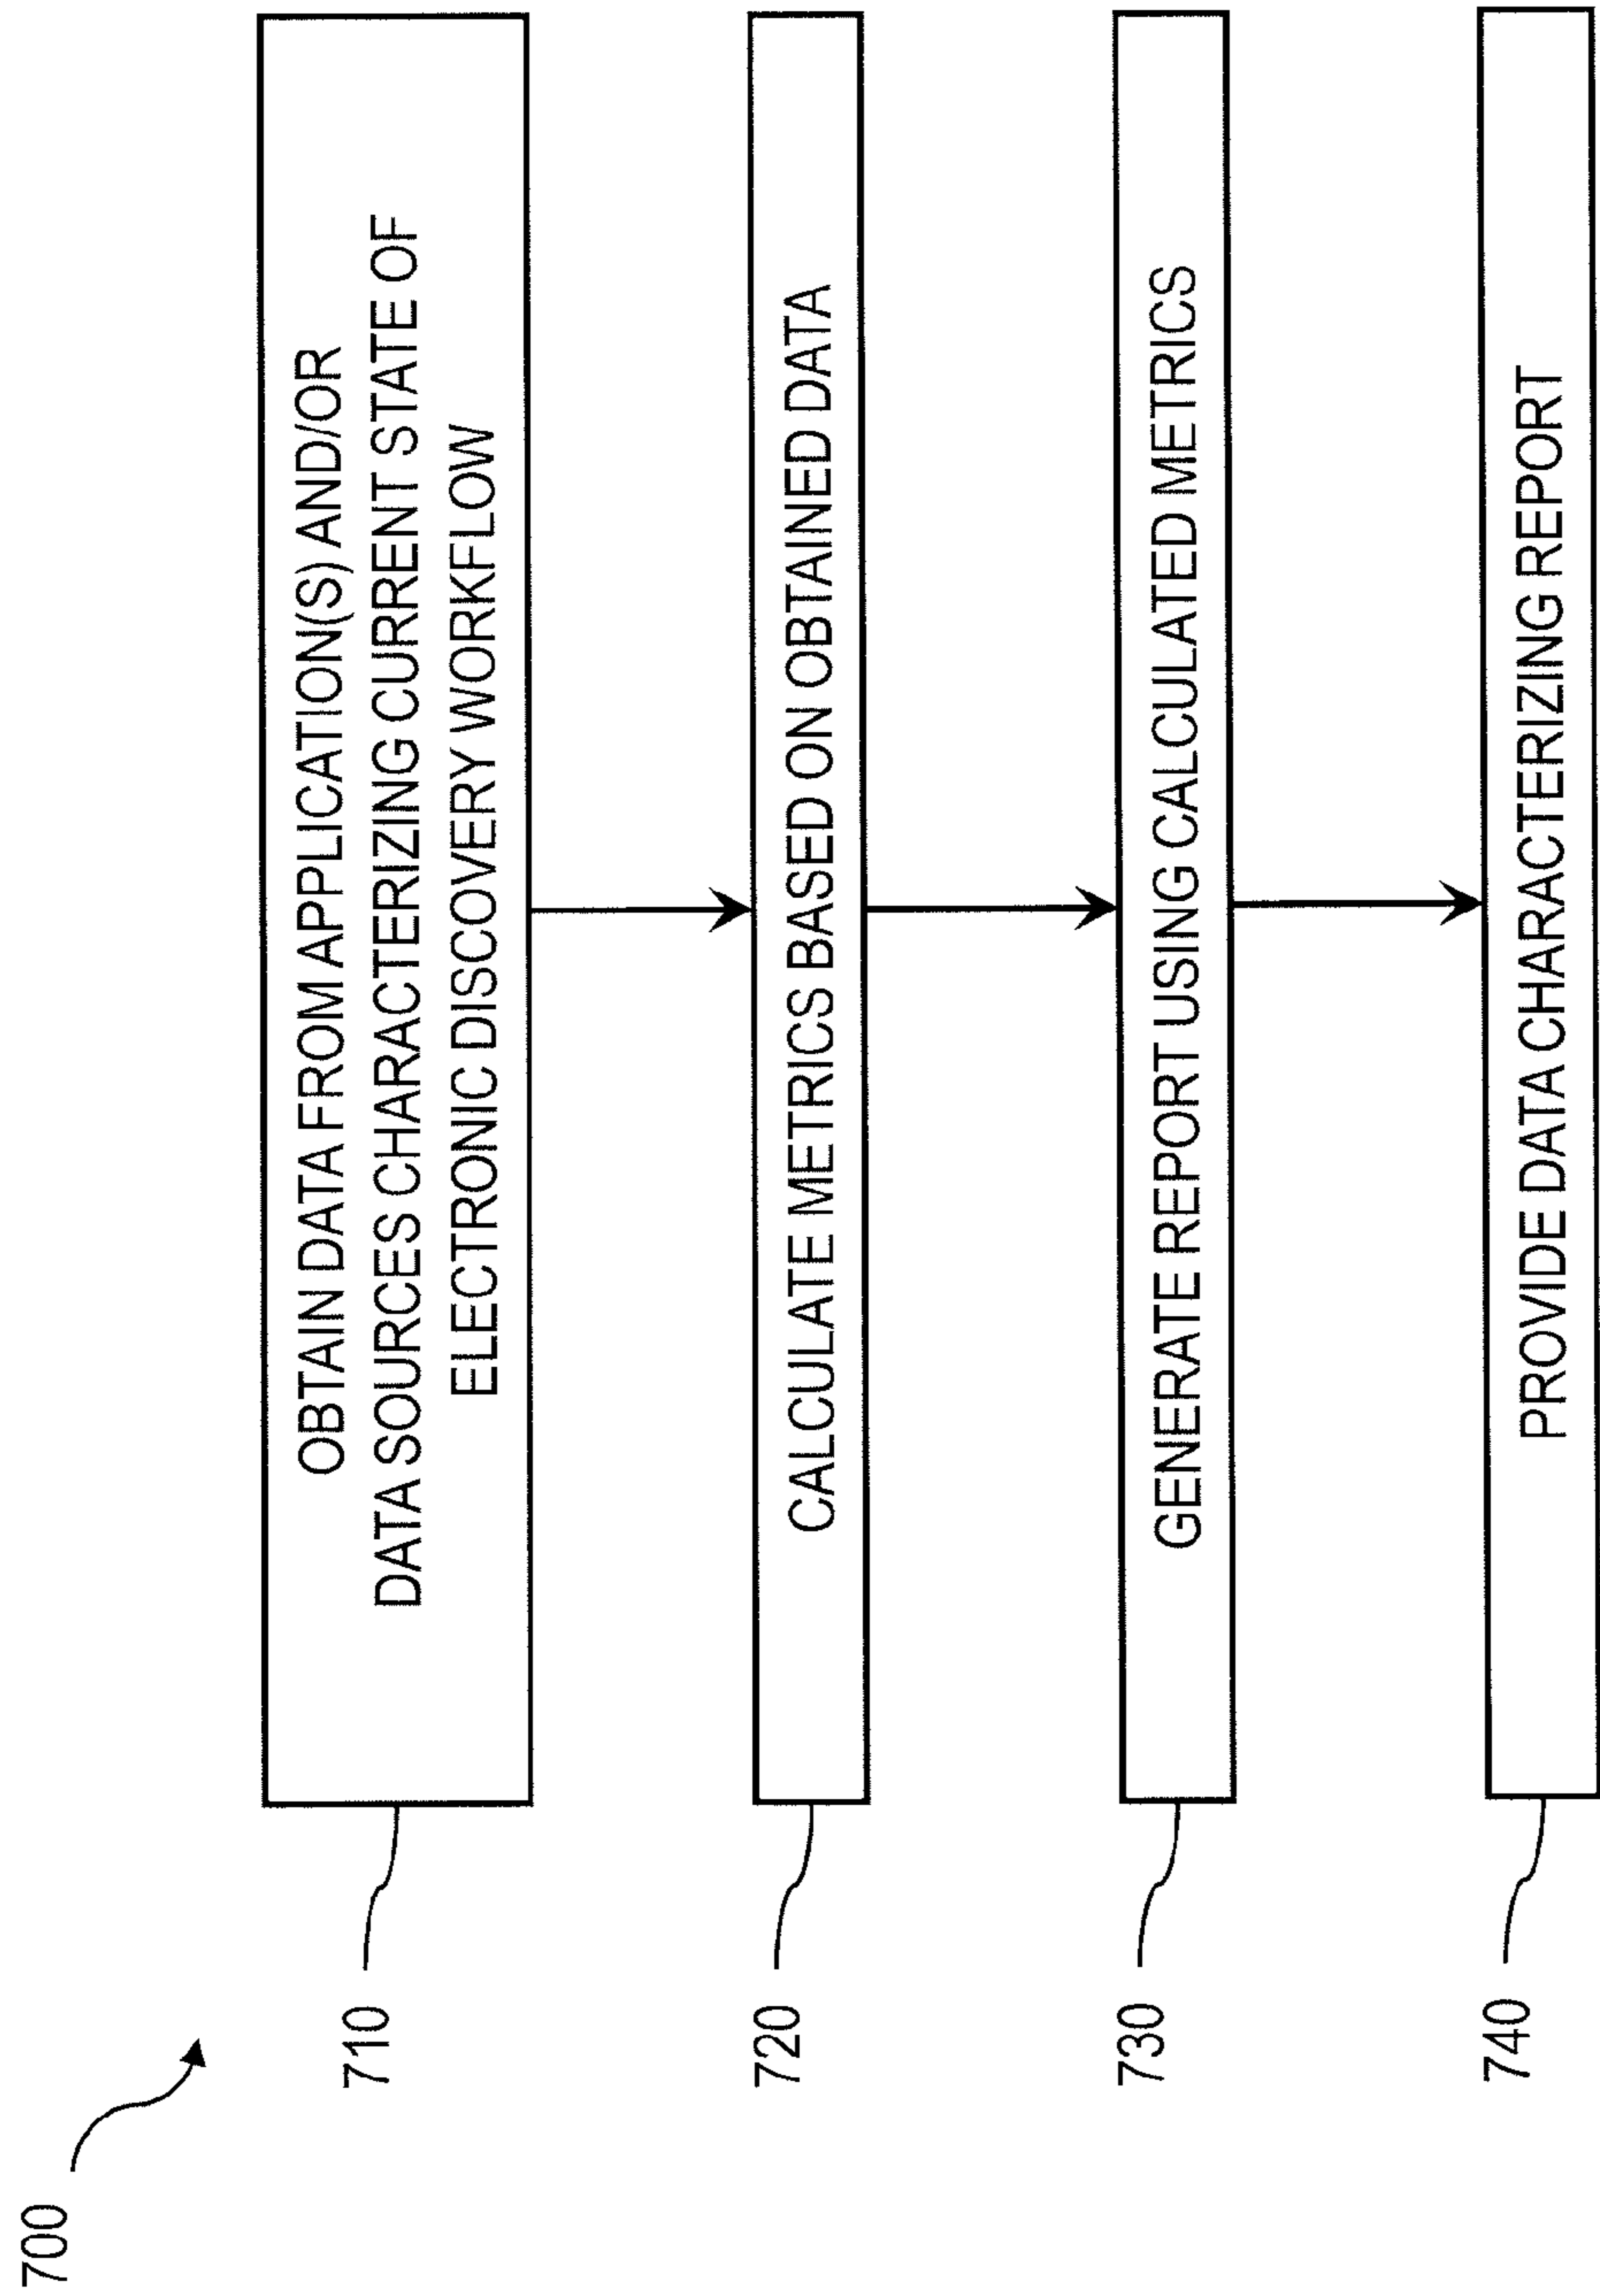 700
710
OBTAIN DATA FROM APPLICATION(S) AND/OR
DATA SOURCES CHARACTERIZING CURRENT STATE OF
ELECTRONIC DISCOVERY WORKFLOW
720
CALCULATE METRICS BASED ON OBTAINED DATA
730
GENERATE REPORT USING CALCULATED METRICS
740
PROVIDE DATA CHARACTERIZING REPORT